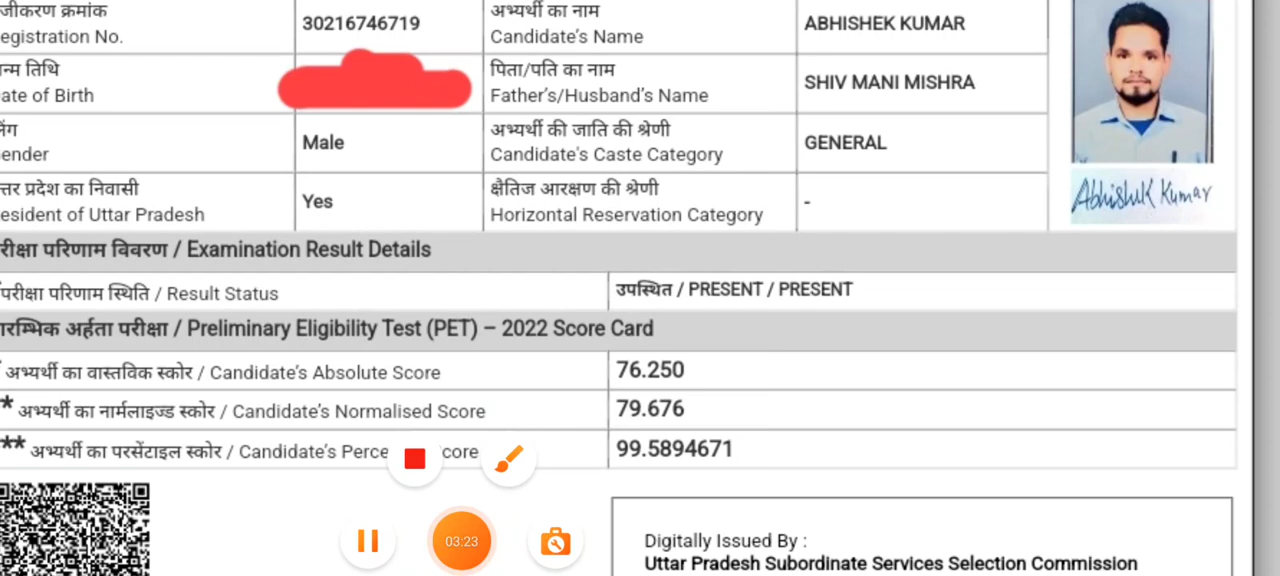 जीकरण क्रमांक
egistration No.
30216746719
अभ्यर्थी का नाम
Candidate's Name
ABHISHEK KUMAR
न्म तिथि
ate of Birth
पिता/पति का नाम
Father's/Husband's Name
SHIV MANI MISHRA
लिंग
ender
Male
अभ्यर्थी की जाति की श्रेणी
Candidate's Caste Category
GENERAL
त्तर प्रदेश का निवासी
esident of Uttar Pradesh
Yes
क्षैतिज आरक्षण की श्रेणी
Horizontal Reservation Category
-
Abhishek Kumar
रीक्षा परिणाम विवरण / Examination Result Details
परीक्षा परिणाम स्थिति / Result Status
उपस्थित / PRESENT / PRESENT
ारम्भिक अर्हता परीक्षा / Preliminary Eligibility Test (PET) – 2022 Score Card
* अभ्यर्थी का वास्तविक स्कोर / Candidate's Absolute Score
76.250
** अभ्यर्थी का नार्मलाइज्ड स्कोर / Candidate's Normalised Score
79.676
*** अभ्यर्थी का परसेंटाइल स्कोर / Candidate's Perce core
99.5894671
03:23
Digitally Issued By :
Uttar Pradesh Subordinate Services Selection Commission